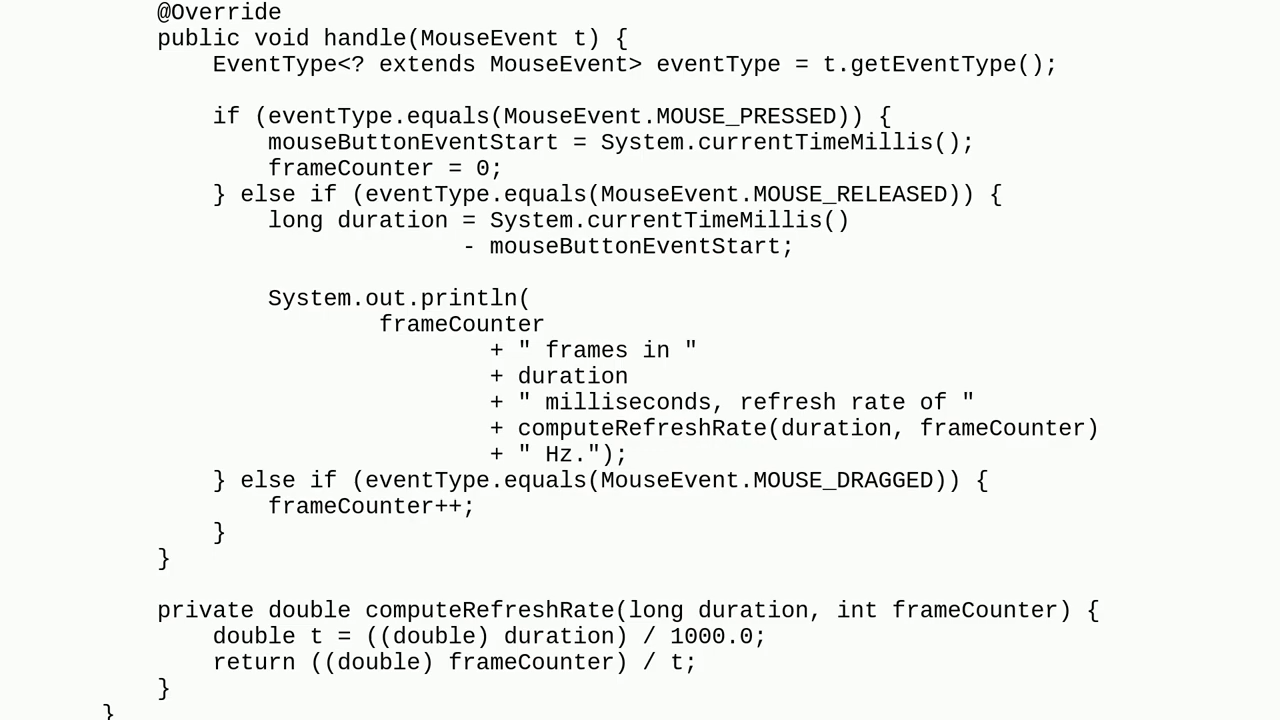 @Override
public void handle(MouseEvent t) {
EventType<? extends MouseEvent> eventType = t.getEventType();
if (eventType.equals(MouseEvent.MOUSE_PRESSED)) {
mouseButtonEventStart = System.currentTimeMillis();
frameCounter = 0;
} else if (eventType.equals(MouseEvent.MOUSE_RELEASED)) {
long duration = System.currentTimeMillis()
- mouseButtonEventStart;
System.out.println(
frameCounter
+ " frames in "
+ duration
+ " milliseconds, refresh rate of "
+ computeRefreshRate(duration, frameCounter)
+ " Hz.");
} else if (eventType.equals(MouseEvent.MOUSE_DRAGGED)) {
frameCounter++;
}
}
private double computeRefreshRate(long duration, int frameCounter) {
double t = ((double) duration) / 1000.0;
return ((double) frameCounter) / t;
}
}